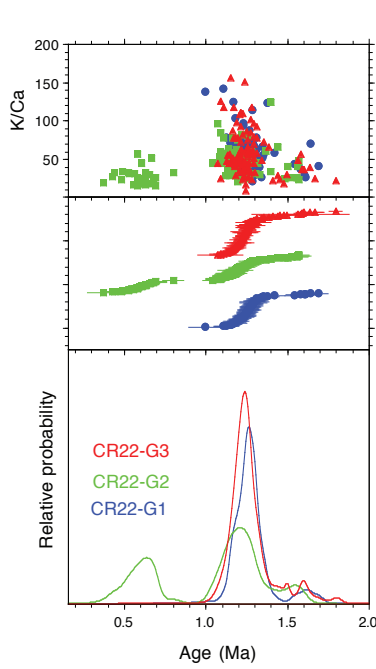 200
150
100
50
K/Ca
Relative probability
CR22-G3
CR22-G2
CR22-G1
0.5
1.0
1.5
2.0
Age (Ma)